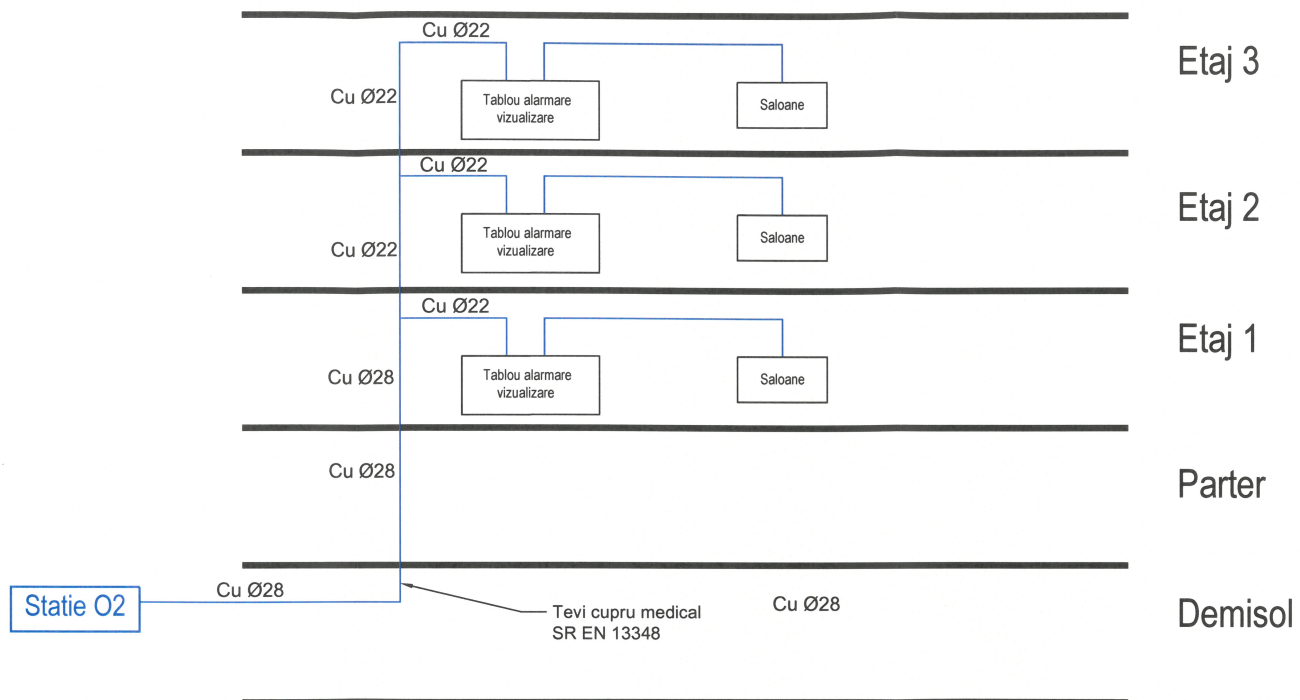 Cu Ø22
Etaj 3
Cu Ø22
Tablou alarmare
vizualizare
Saloane
Cu Ø22
Etaj 2
Cu Ø22
Tablou alarmare
vizualizare
Saloane
Cu Ø22
Etaj 1
Cu Ø28
Tablou alarmare
vizualizare
Saloane
Cu Ø28
Parter
Statie O2
Cu Ø28
Tevi cupru medical
SR EN 13348
Cu Ø28
Demisol